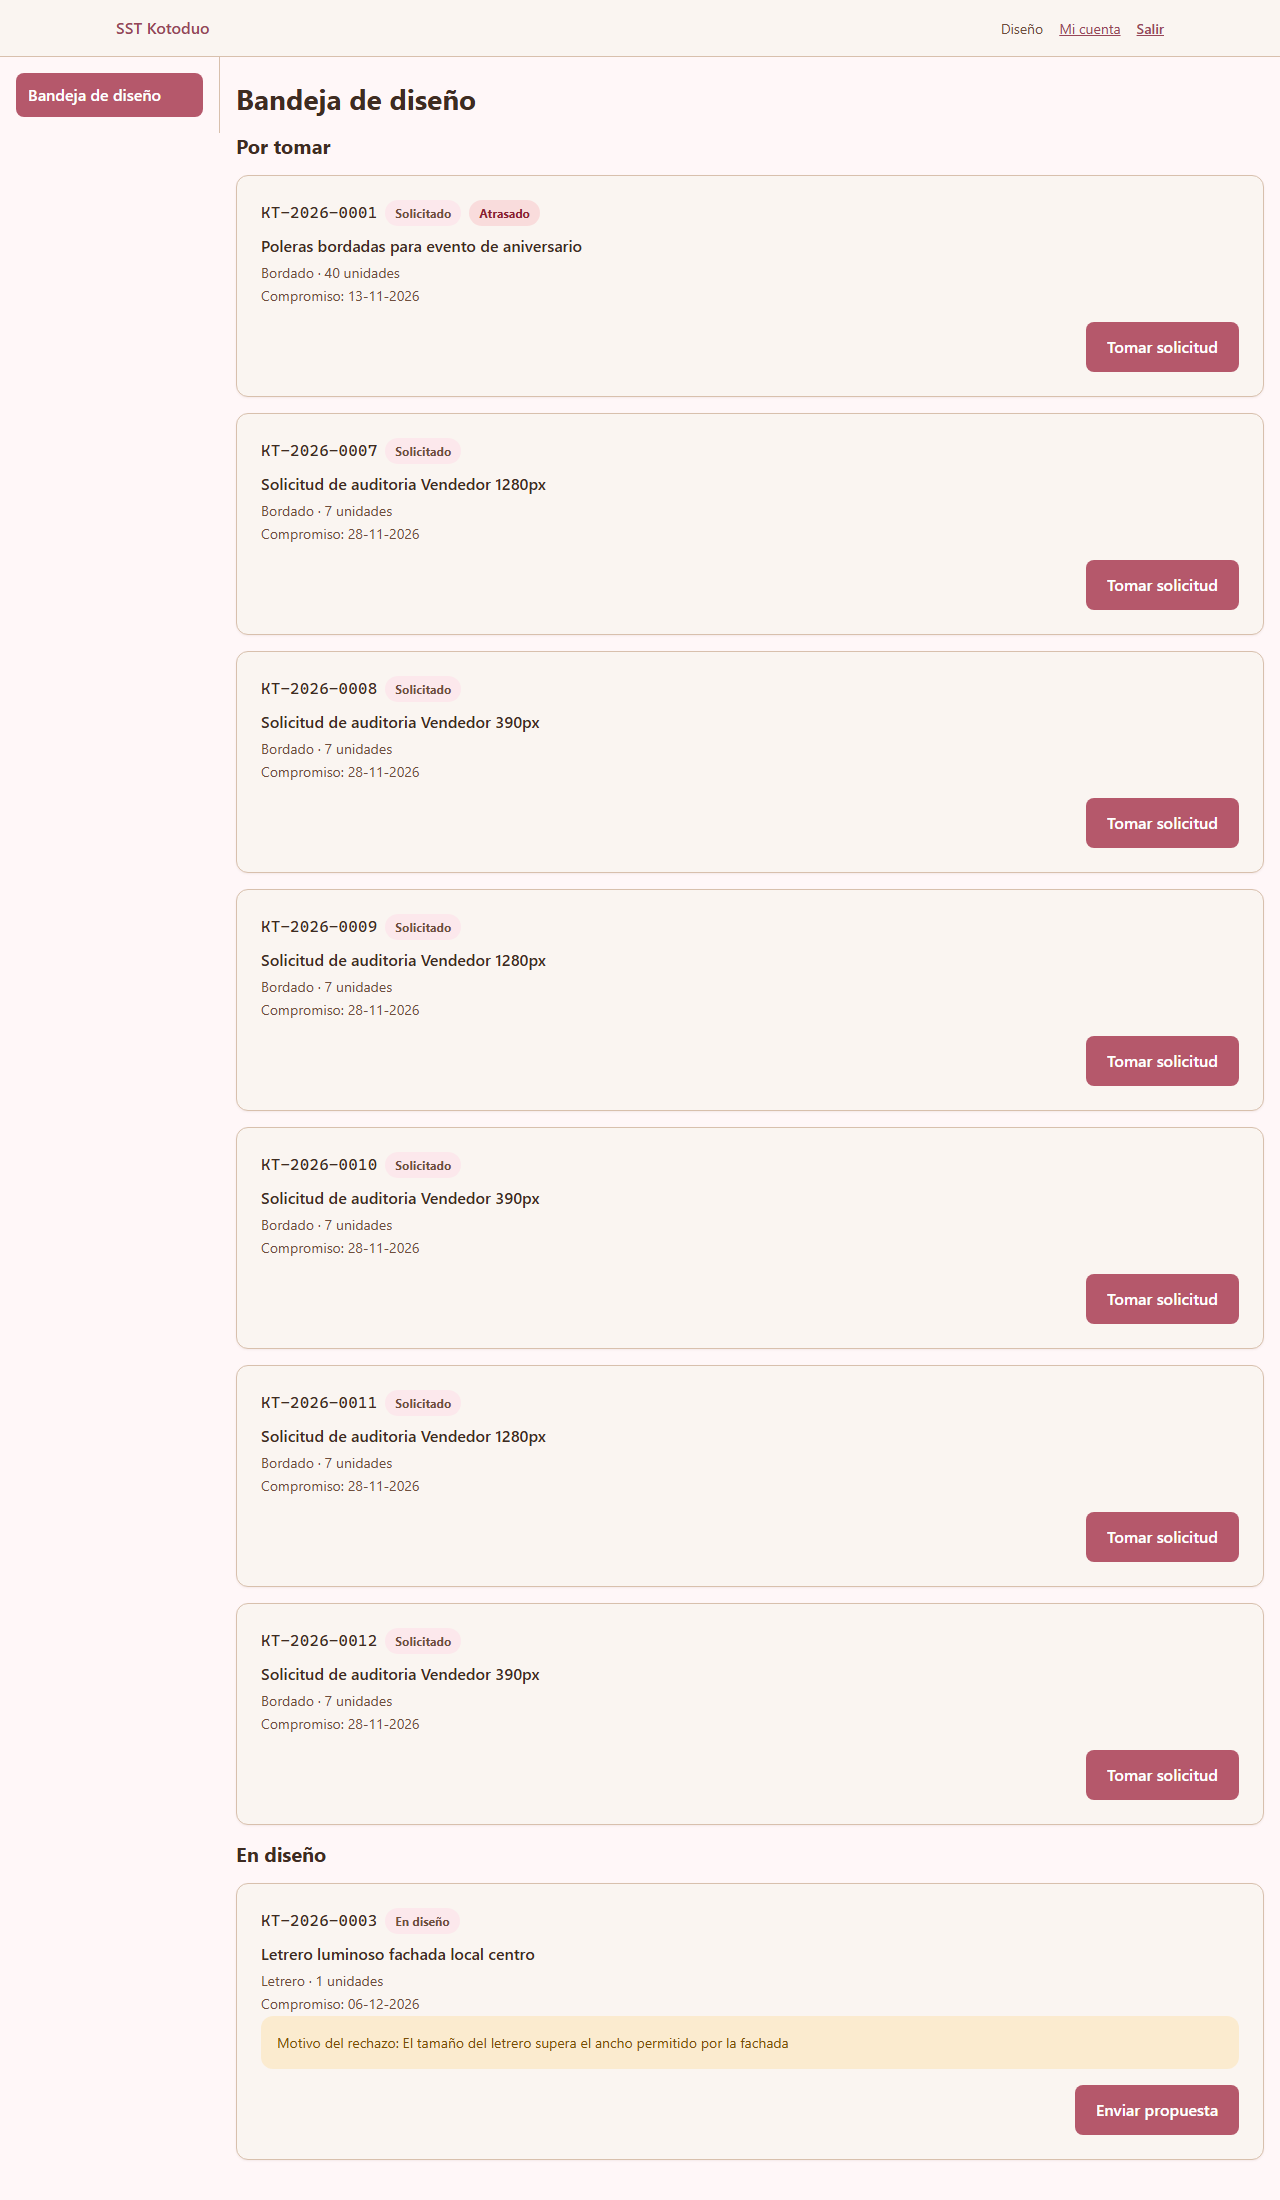 SST Kotoduo
Diseño Mi cuenta Salir
Bandeja de diseño
Bandeja de diseño
Por tomar
KT-2026-0001 Solicitado Atrasado
Poleras bordadas para evento de aniversario
Bordado · 40 unidades
Compromiso: 13-11-2026
Tomar solicitud
KT-2026-0007 Solicitado
Solicitud de auditoria Vendedor 1280px
Bordado · 7 unidades
Compromiso: 28-11-2026
Tomar solicitud
KT-2026-0008 Solicitado
Solicitud de auditoria Vendedor 390px
Bordado · 7 unidades
Compromiso: 28-11-2026
Tomar solicitud
KT-2026-0009 Solicitado
Solicitud de auditoria Vendedor 1280px
Bordado · 7 unidades
Compromiso: 28-11-2026
Tomar solicitud
KT-2026-0010 Solicitado
Solicitud de auditoria Vendedor 390px
Bordado · 7 unidades
Compromiso: 28-11-2026
Tomar solicitud
KT-2026-0011 Solicitado
Solicitud de auditoria Vendedor 1280px
Bordado · 7 unidades
Compromiso: 28-11-2026
Tomar solicitud
KT-2026-0012 Solicitado
Solicitud de auditoria Vendedor 390px
Bordado · 7 unidades
Compromiso: 28-11-2026
Tomar solicitud
En diseño
KT-2026-0003 En diseño
Letrero luminoso fachada local centro
Letrero · 1 unidades
Compromiso: 06-12-2026
Motivo del rechazo: El tamaño del letrero supera el ancho permitido por la fachada
Enviar propuesta